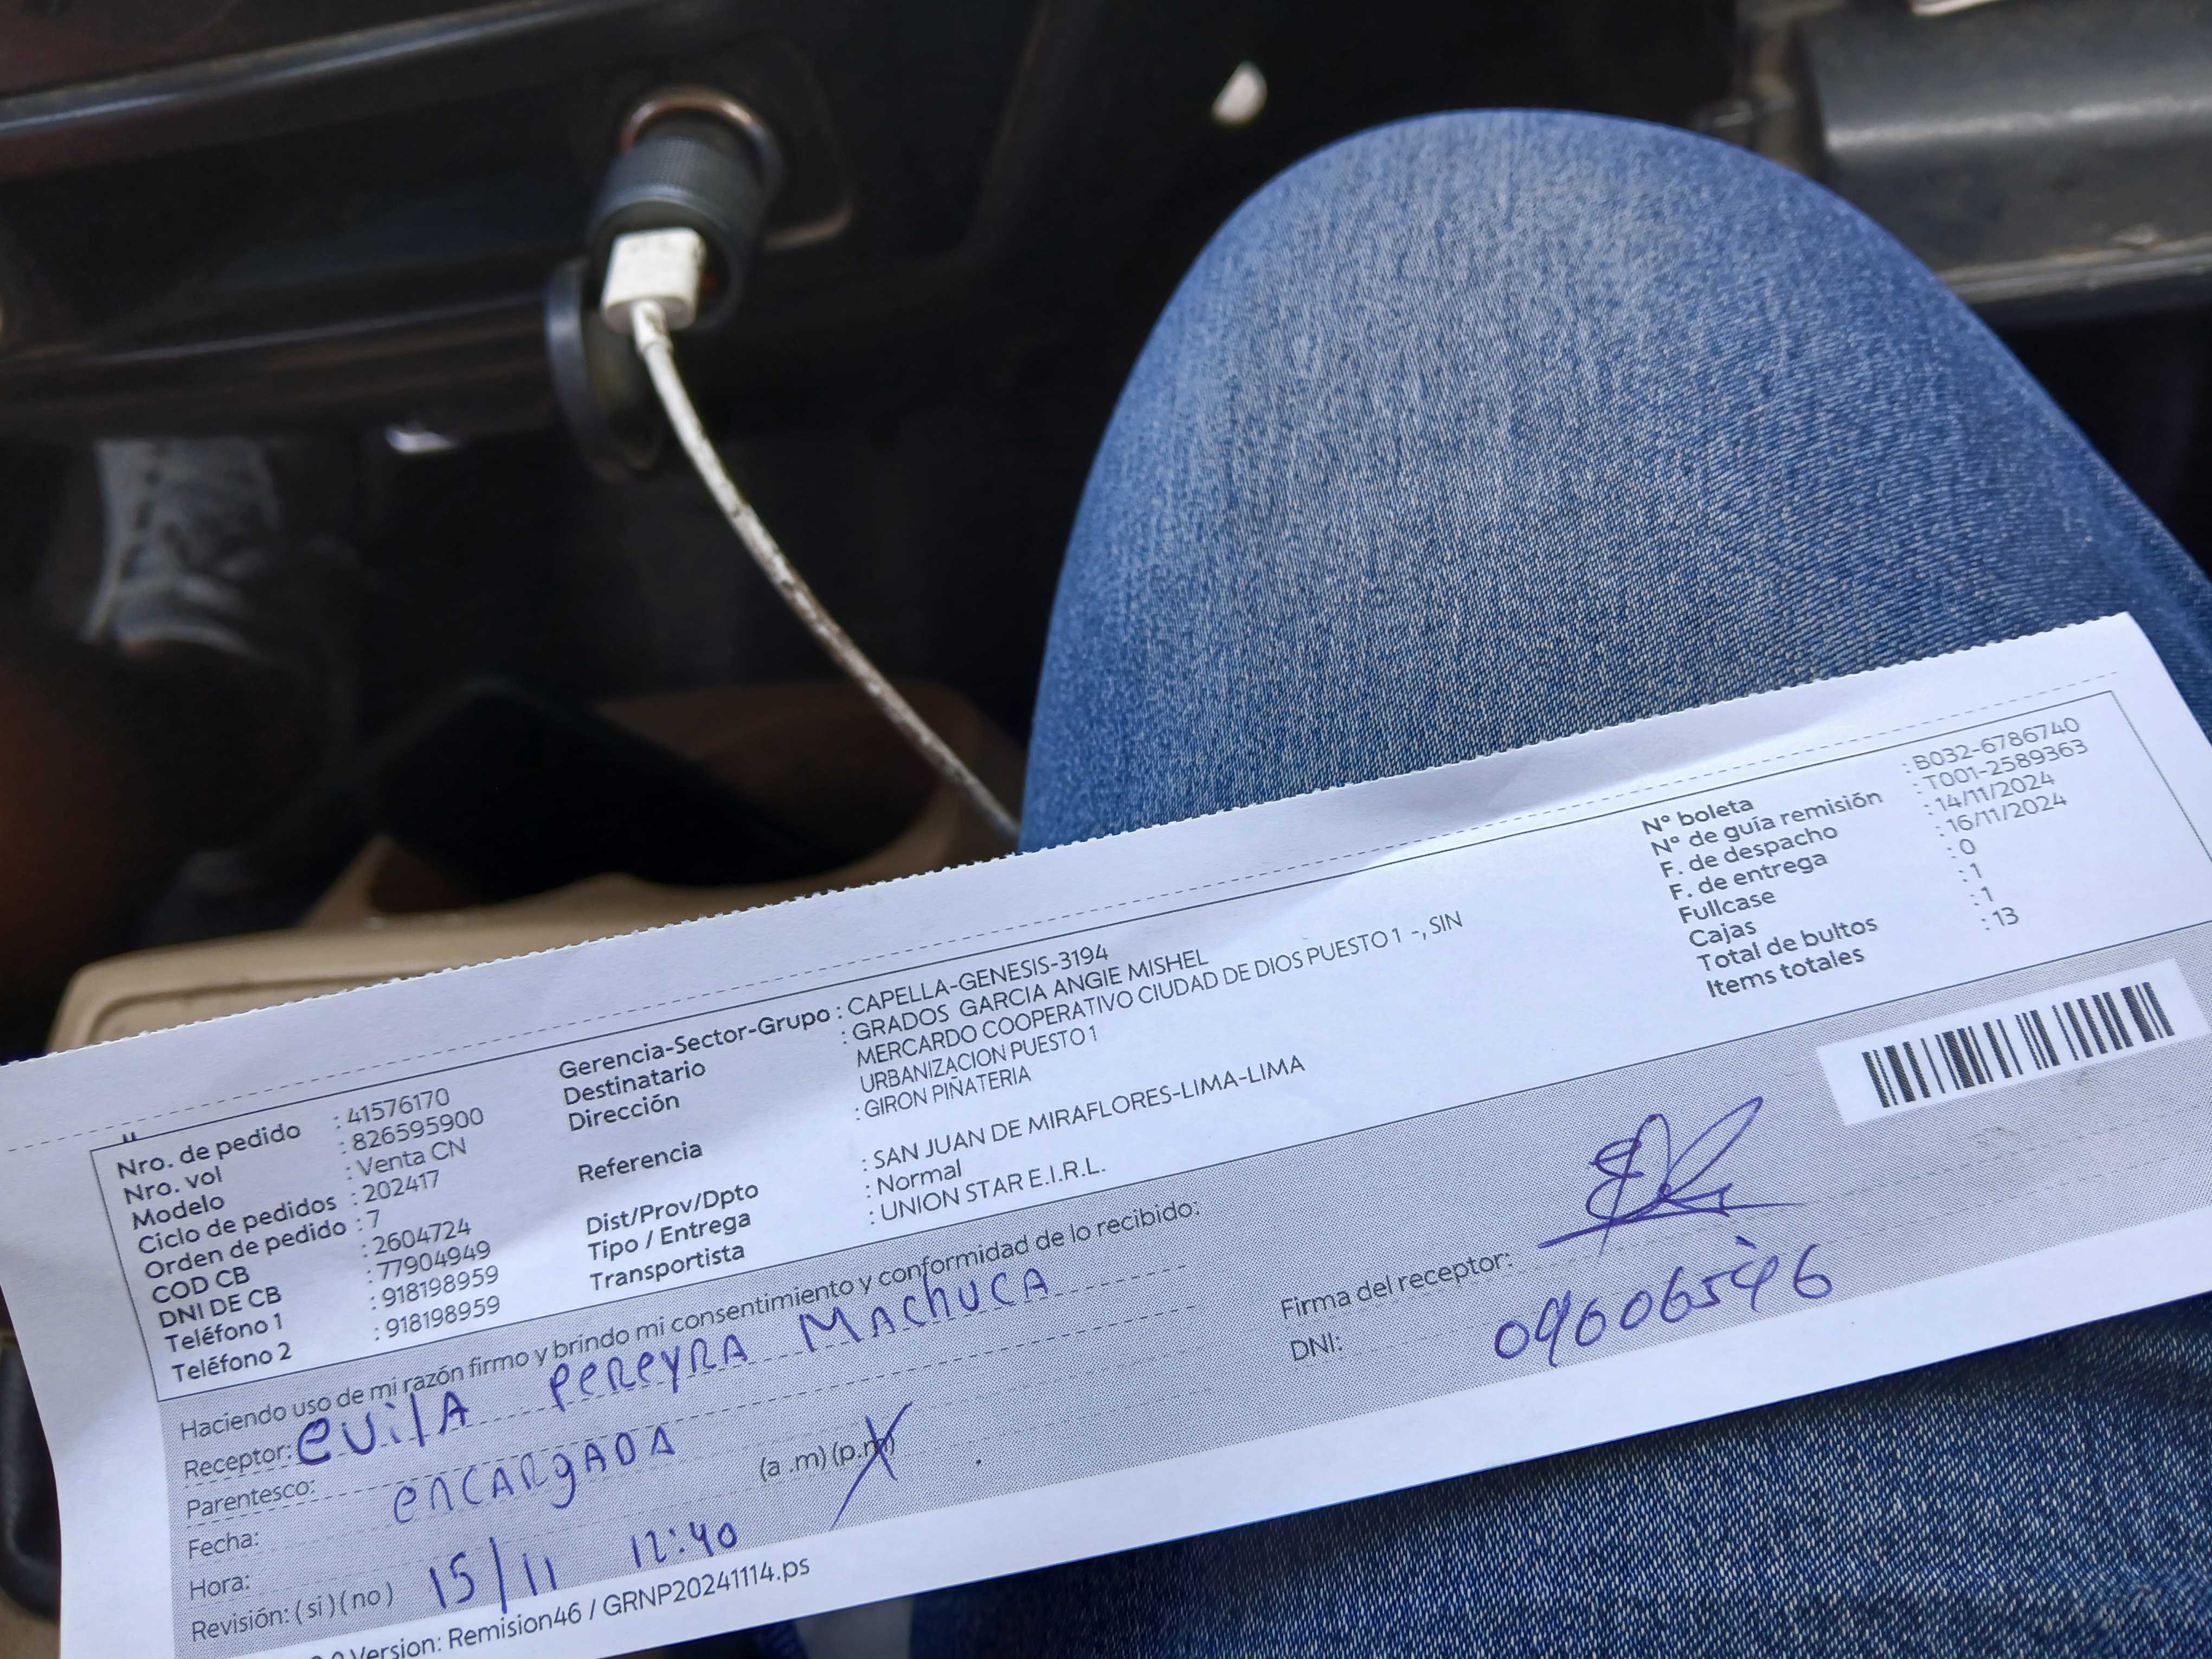 Nro. de pedido : 41576170
Nro. vol : 826595900
Modelo : Venta CN
Ciclo de pedidos : 202417
Orden de pedido : 7
COD CB : 2604724
DNI DE CB : 77904949
Teléfono 1 : 918198959
Teléfono 2 : 918198959
Gerencia-Sector-Grupo : CAPELLA-GENESIS-3194
Destinatario : GRADOS GARCIA ANGIE MISHEL
Dirección MERCARDO COOPERATIVO CIUDAD DE DIOS PUESTO 1 -, SIN
URBANIZACION PUESTO 1
Referencia : GIRON PIÑATERIA
Dist/Prov/Dpto : SAN JUAN DE MIRAFLORES-LIMA-LIMA
Tipo / Entrega : Normal
Transportista : UNION STAR E.I.R.L.
N° boleta : B032-6786740
N° de guía remisión : T001-2589363
F. de despacho : 14/11/2024
F. de entrega : 16/11/2024
Fullcase : 0
Cajas : 1
Total de bultos : 1
Items totales : 13
Haciendo uso de mi razón firmo y brindo mi consentimiento y conformidad de lo recibido:
Receptor: evilA PEREYRA MAChUCA
Parentesco: encArgADA
Fecha:
Hora: (a .m) (p.m)
Revisión: ( si ) ( no ) 15/11 12:40
Firma del receptor:
DNI: 09606546
Version: Remision46 / GRNP20241114.ps